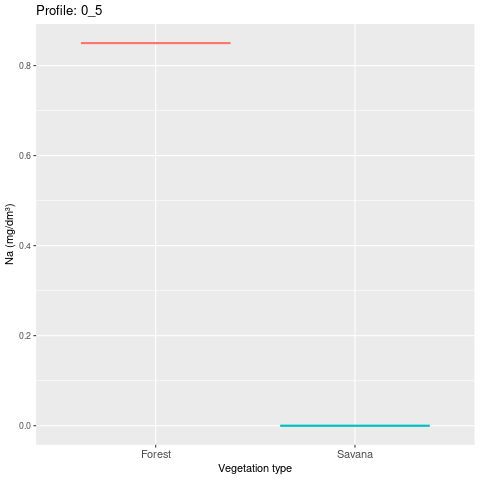 Profile: 0_5
Na (mg/dm³)
0.8
0.6
0.4
0.2
0.0
Forest
Savana
Vegetation type